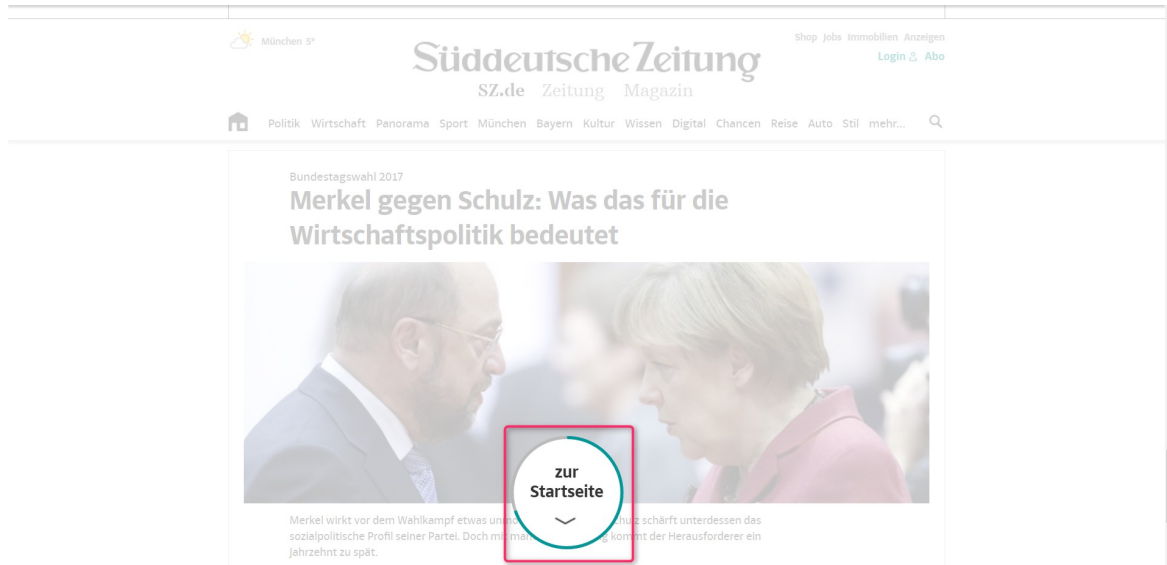 München 5°
Shop Jobs Immobilien Anzeigen
Login Abo
Süddeutsche Zeitung
SZ.de Zeitung Magazin
Politik Wirtschaft Panorama Sport München Bayern Kultur Wissen Digital Chancen Reise Auto Stil mehr...
Bundestagswahl 2017
Merkel gegen Schulz: Was das für die
Wirtschaftspolitik bedeutet
zur
Startseite
Merkel wirkt vor dem Wahlkampf etwas schärft unterdessen das
sozialpolitische Profil seiner Partei. Doch mit kommt der Herausforderer ein
Jahrzehnt zu spät.